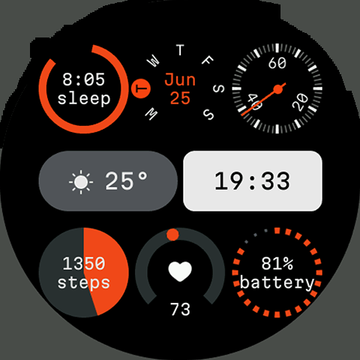 8:05
sleep
M
T
W
T
F
S
S
Jun
25
60
20
40
25°
19:33
1350
steps
73
81%
battery